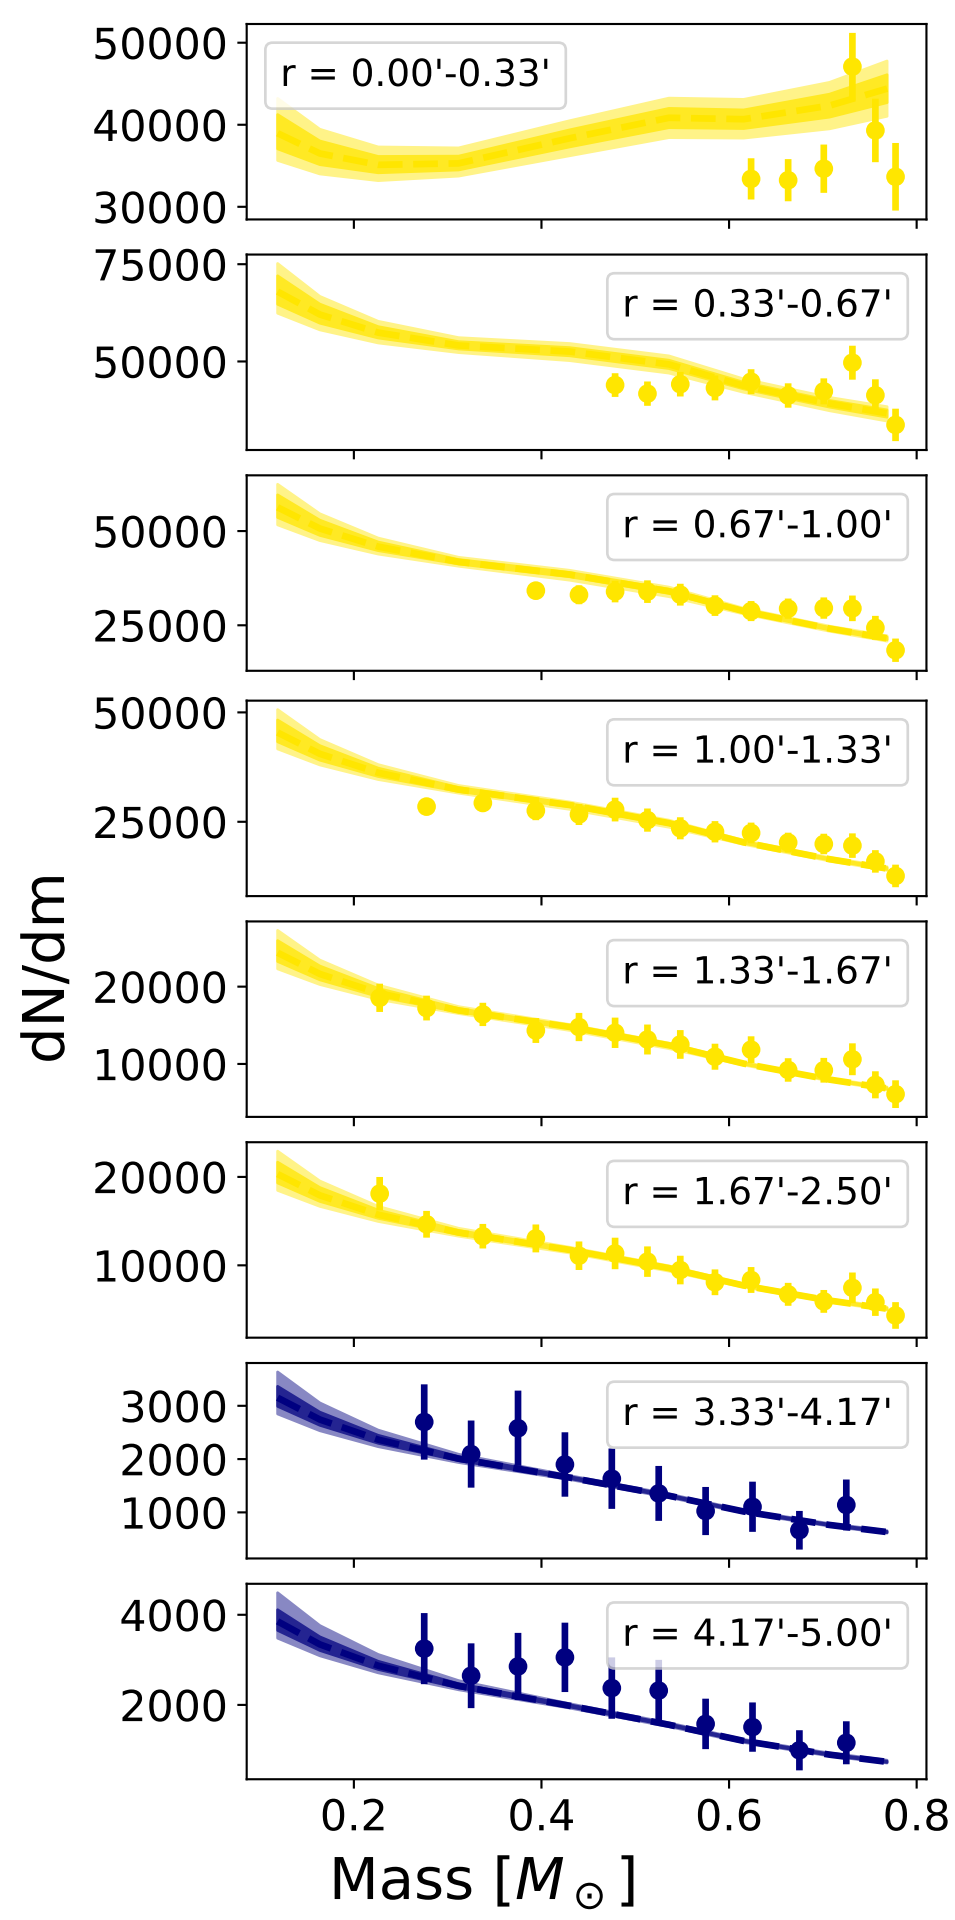 50000
40000
30000
r = 0.00'-0.33'
75000
50000
r = 0.33'-0.67'
50000
25000
r = 0.67'-1.00'
50000
25000
r = 1.00'-1.33'
20000
10000
r = 1.33'-1.67'
20000
10000
r = 1.67'-2.50'
3000
2000
1000
r = 3.33'-4.17'
4000
2000
r = 4.17'-5.00'
0.2 0.4 0.6 0.8
Mass [M⊙]
dN/dm